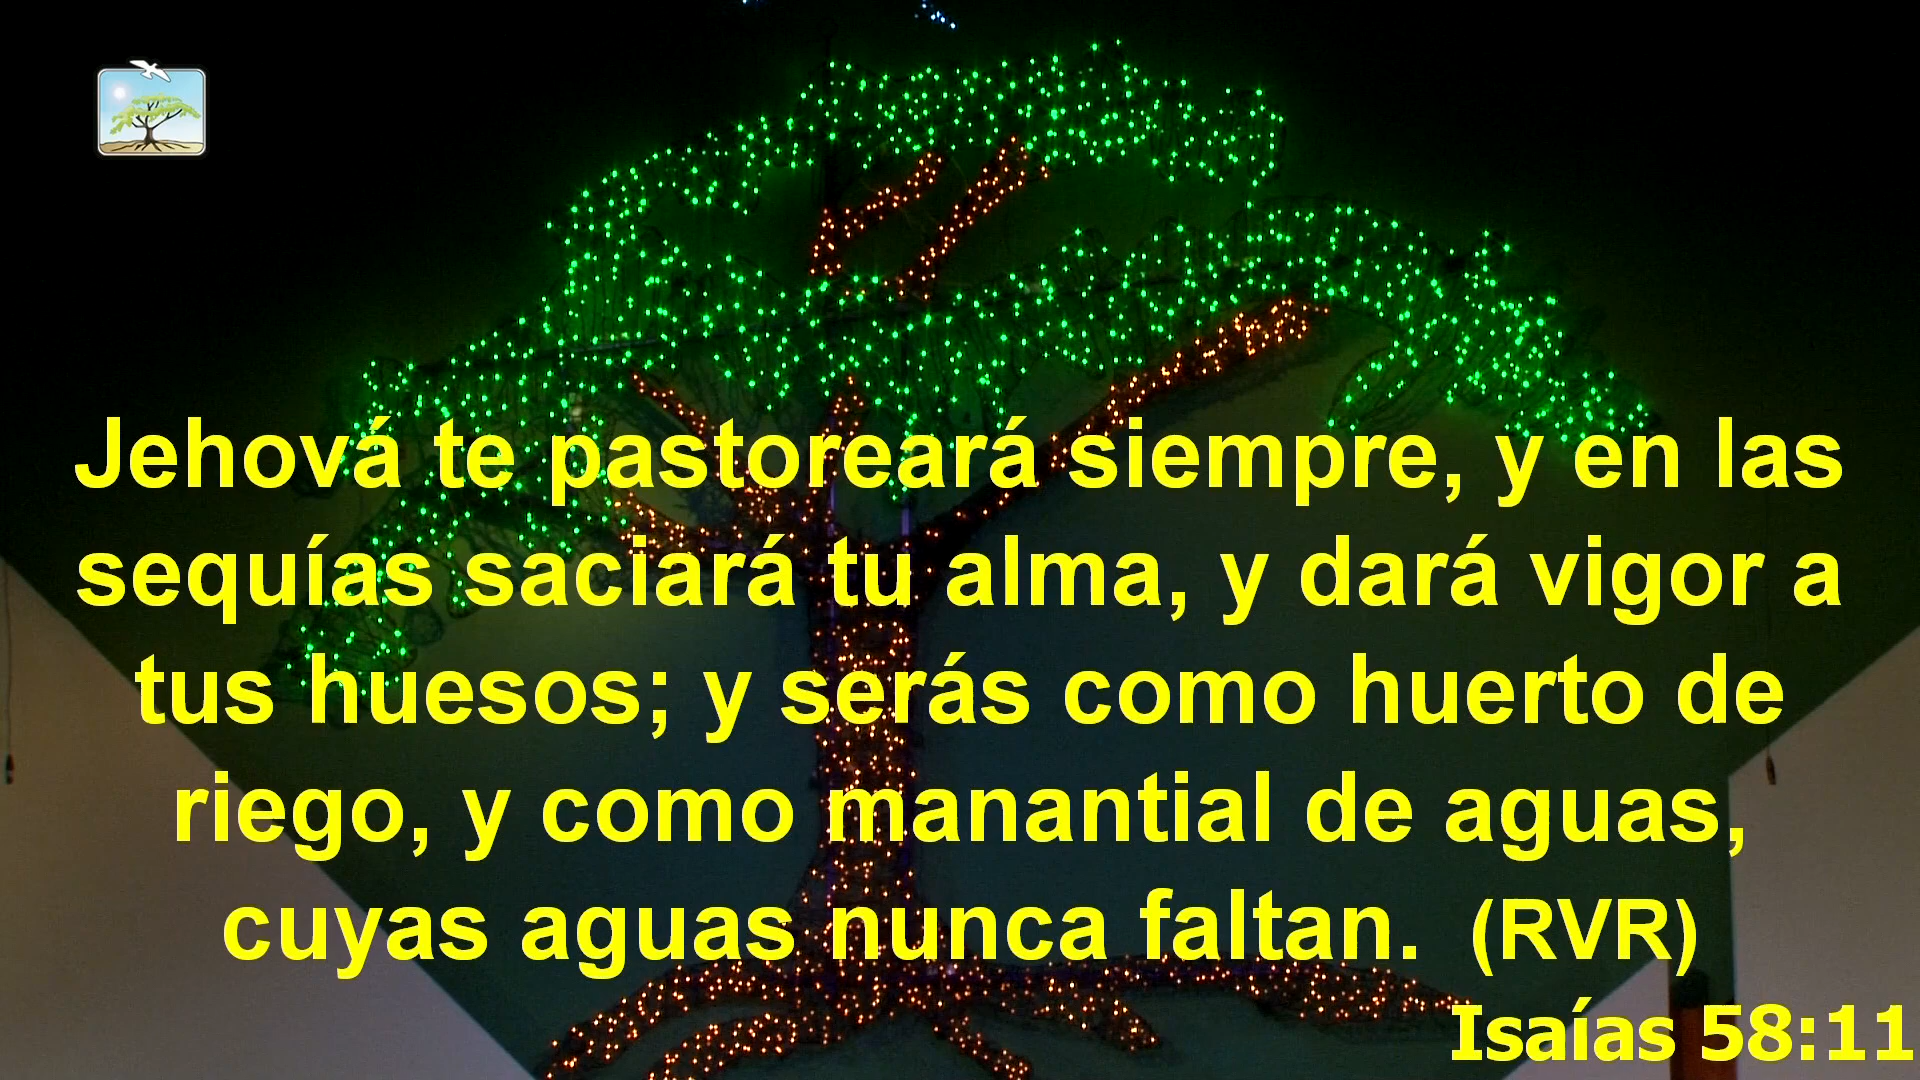 Jehová te pastoreará siempre, y en las
sequías saciará tu alma, y dará vigor a
tus huesos; y serás como huerto de
riego, y como manantial de aguas,
cuyas aguas nunca faltan. (RVR)
Isaías 58:11